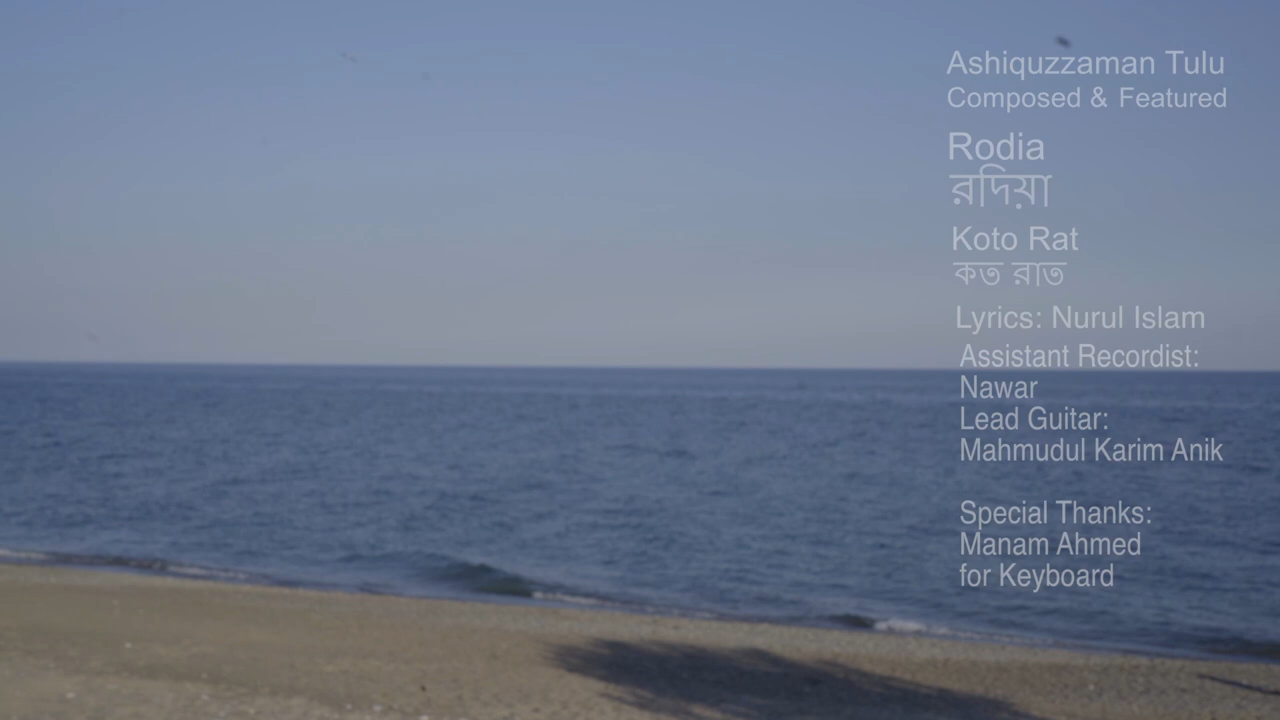 Ashiquzzaman Tulu
Composed & Featured
Rodia
রদিয়া
Koto Rat
কত রাত
Lyrics: Nurul Islam
Assistant Recordist:
Nawar
Lead Guitar:
Mahmudul Karim Anik
Special Thanks:
Manam Ahmed
for Keyboard